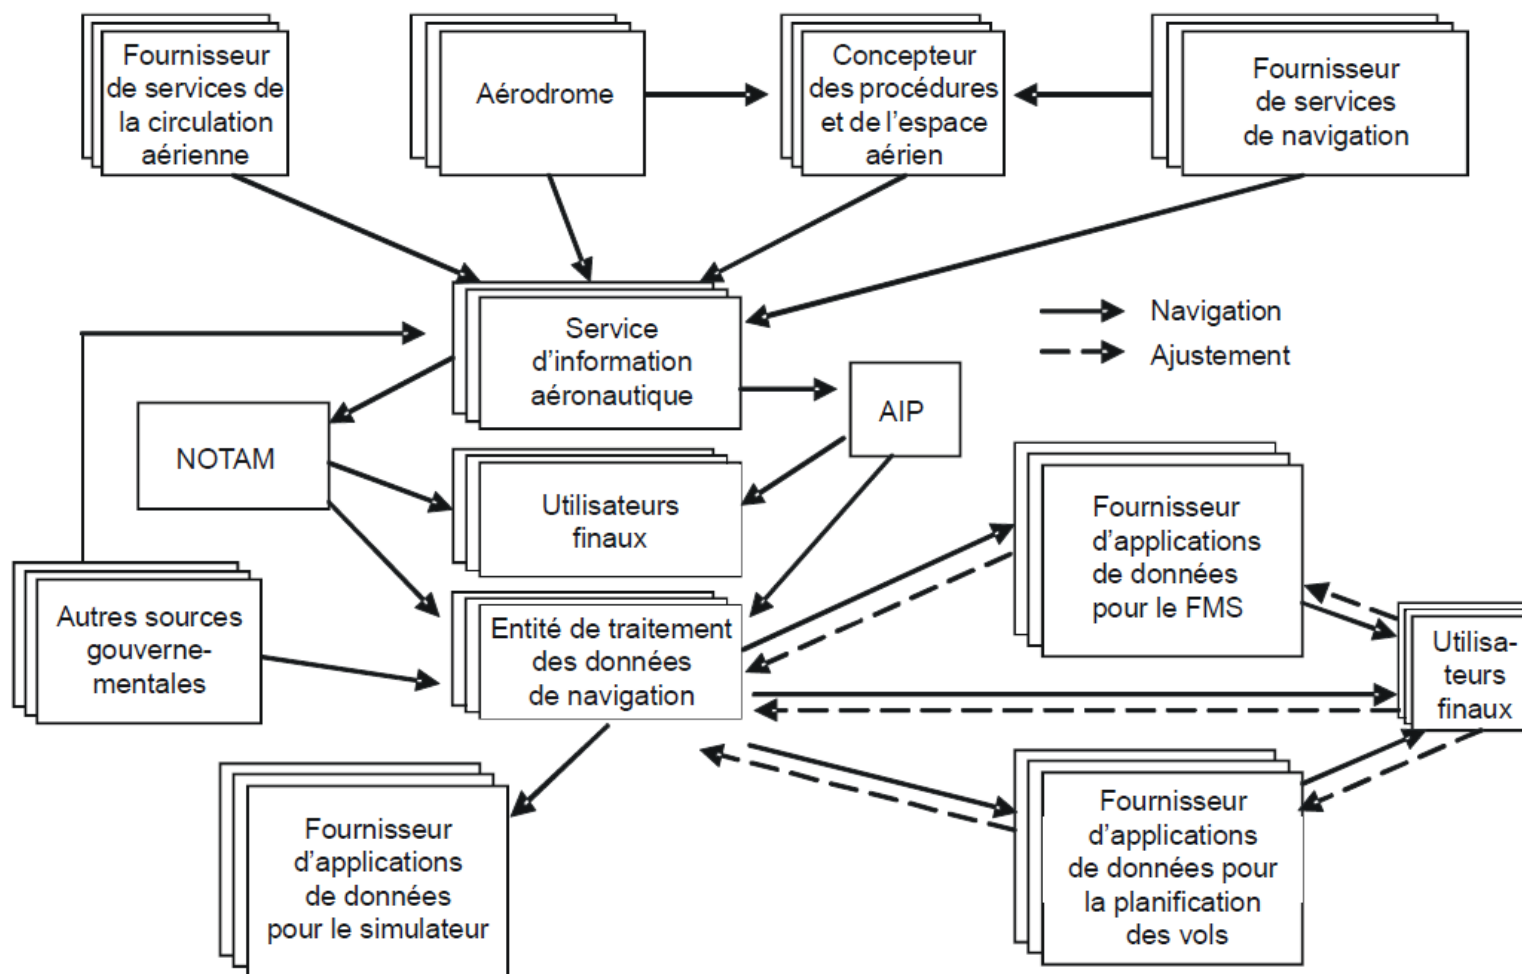 Fournisseur
de services de
la circulation
aérienne
Aérodrome
Concepteur
des procédures
et de l'espace
aérien
Fournisseur
de services
de navigation
Service
d'information
aéronautique
Navigation
Ajustement
AIP
NOTAM
Utilisateurs
finaux
Fournisseur
d'applications
de données
pour le FMS
Autres sources
gouverne-
mentales
Entité de traitement
des données
de navigation
Utilisa-
teurs
finaux
Fournisseur
d'applications
de données
pour le simulateur
Fournisseur
d'applications
de données pour
la planification
des vols